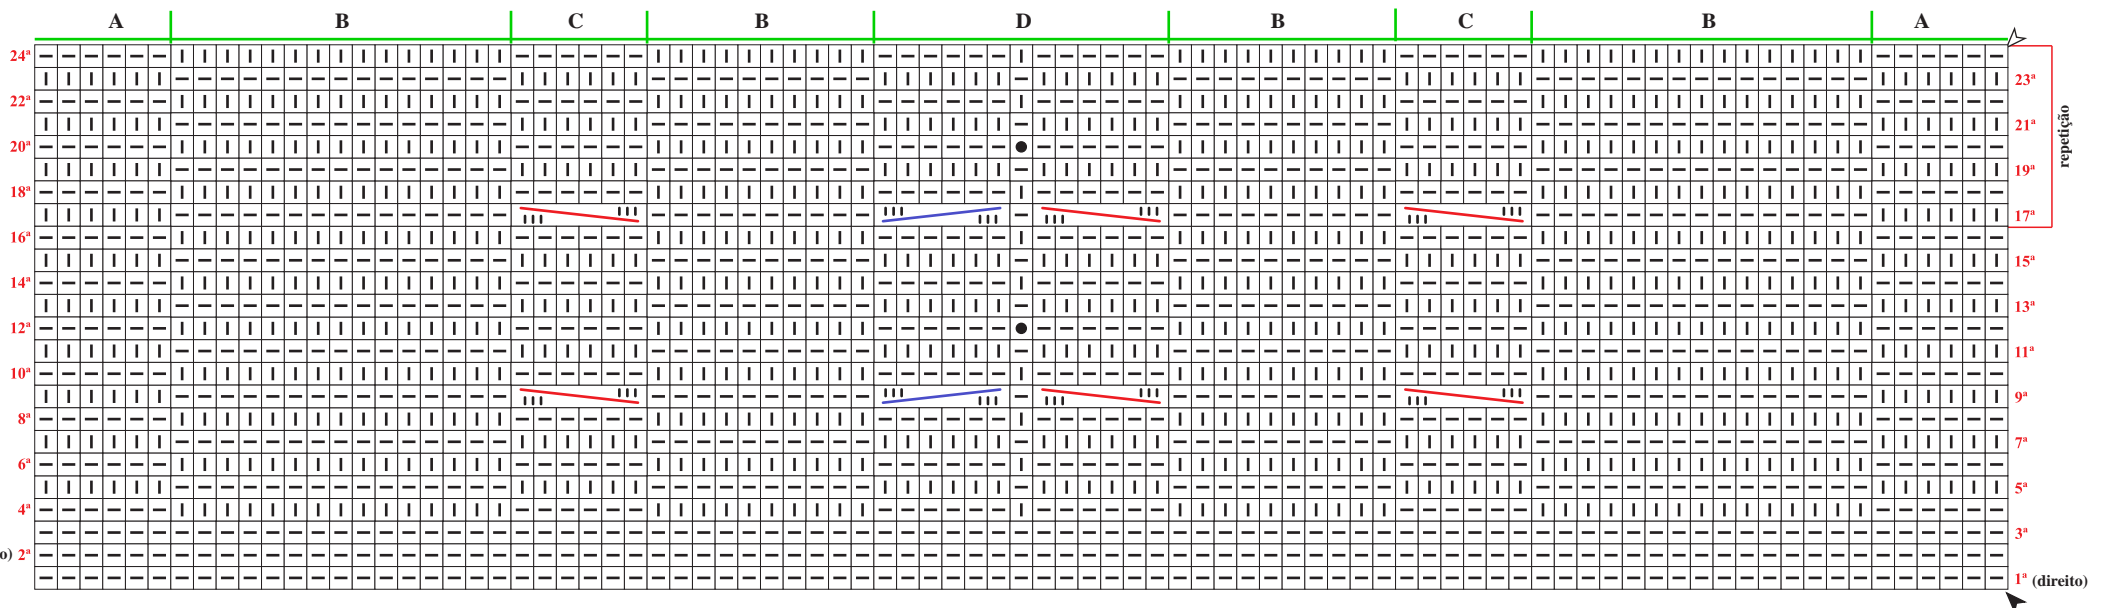 A B C B D B C B A
24ª
23ª
22ª
21ª
20ª
19ª
18ª
17ª
16ª
15ª
14ª
13ª
12ª
11ª
10ª
9ª
8ª
7ª
6ª
5ª
4ª
3ª
o) 2ª
1ª (direito)
repetição